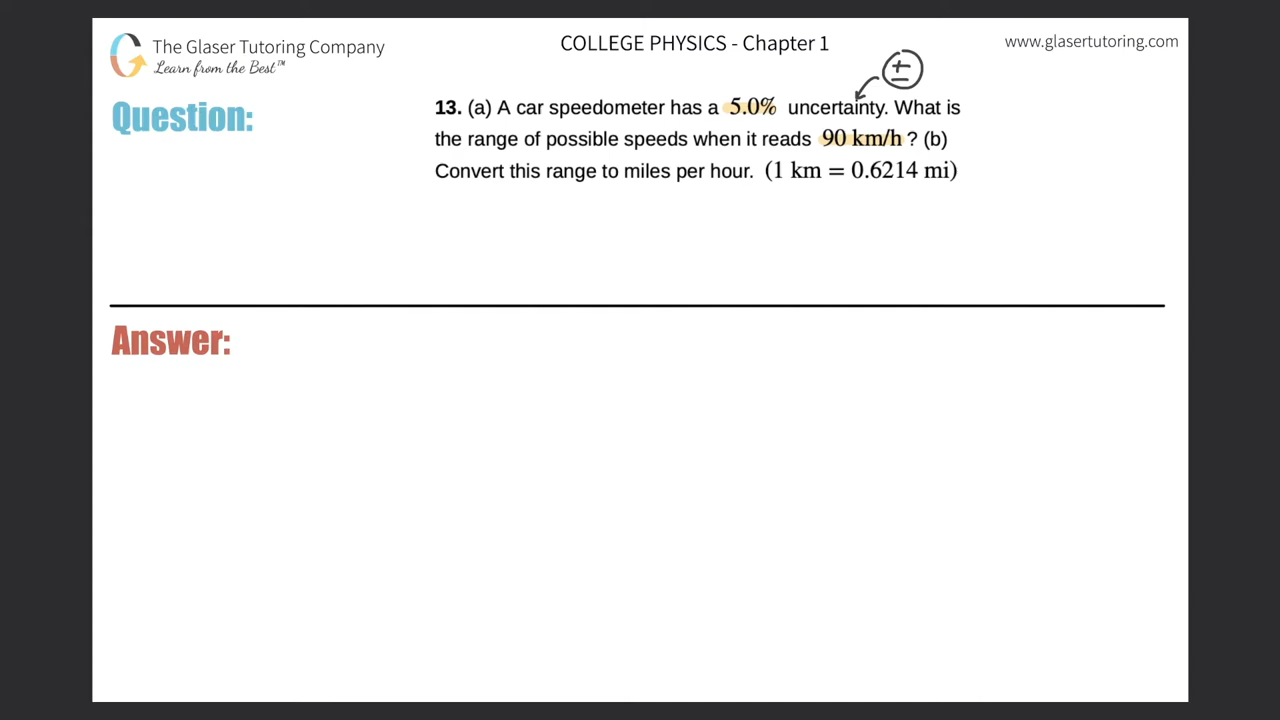 The Glaser Tutoring Company
Learn from the Best™
COLLEGE PHYSICS - Chapter 1
www.glasertutoring.com
±
Question:
13. (a) A car speedometer has a 5.0% uncertainty. What is
the range of possible speeds when it reads 90 km/h ? (b)
Convert this range to miles per hour. (1 km = 0.6214 mi)
Answer: